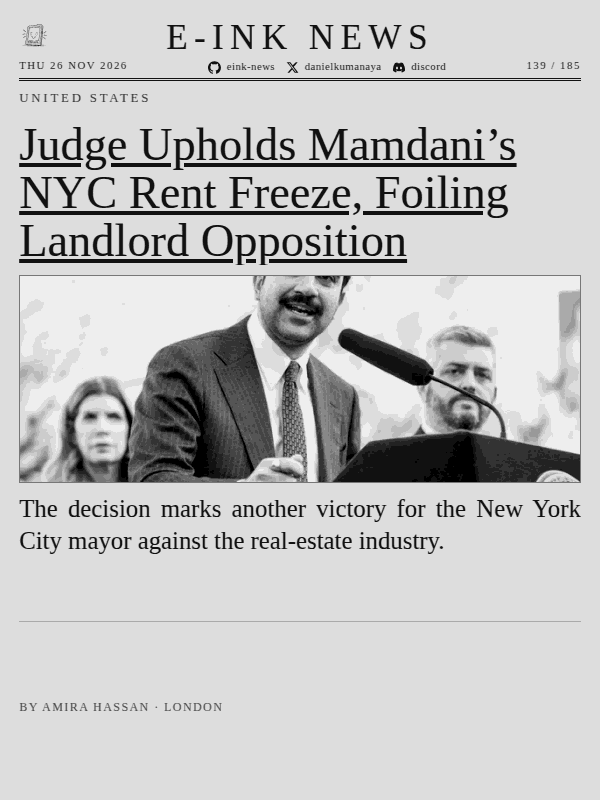 E-INK NEWS
THU 26 NOV 2026
eink-news danielkumanaya discord
139 / 185
UNITED STATES
Judge Upholds Mamdani’s
NYC Rent Freeze, Foiling
Landlord Opposition
The decision marks another victory for the New York
City mayor against the real-estate industry.
BY AMIRA HASSAN · LONDON